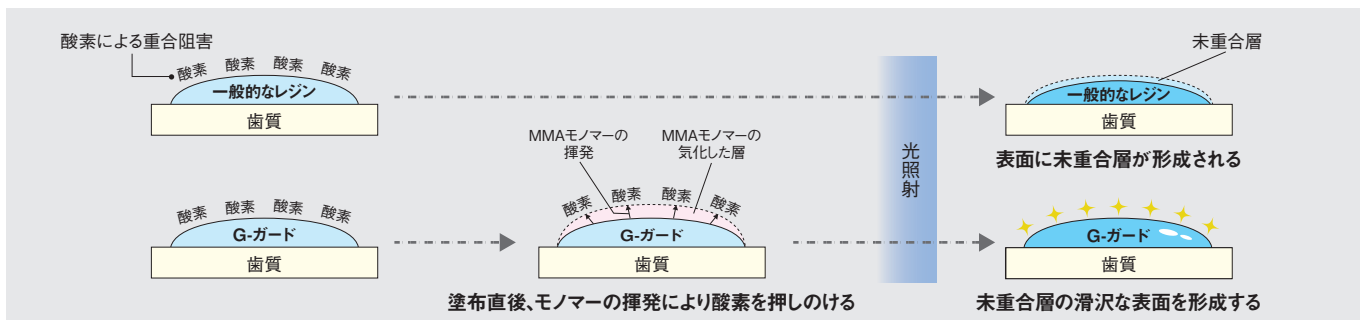 酸素による重合阻害
酸素 酸素 酸素 酸素
一般的なレジン
歯質
光照射
未重合層
一般的なレジン
歯質
表面に未重合層が形成される
酸素 酸素 酸素 酸素
G-ガード
歯質
MMAモノマーの
揮発
MMAモノマーの
気化した層
酸素 酸素 酸素 酸素
G-ガード
歯質
塗布直後、モノマーの揮発により酸素を押しのける
G-ガード
歯質
未重合層の滑沢な表面を形成する